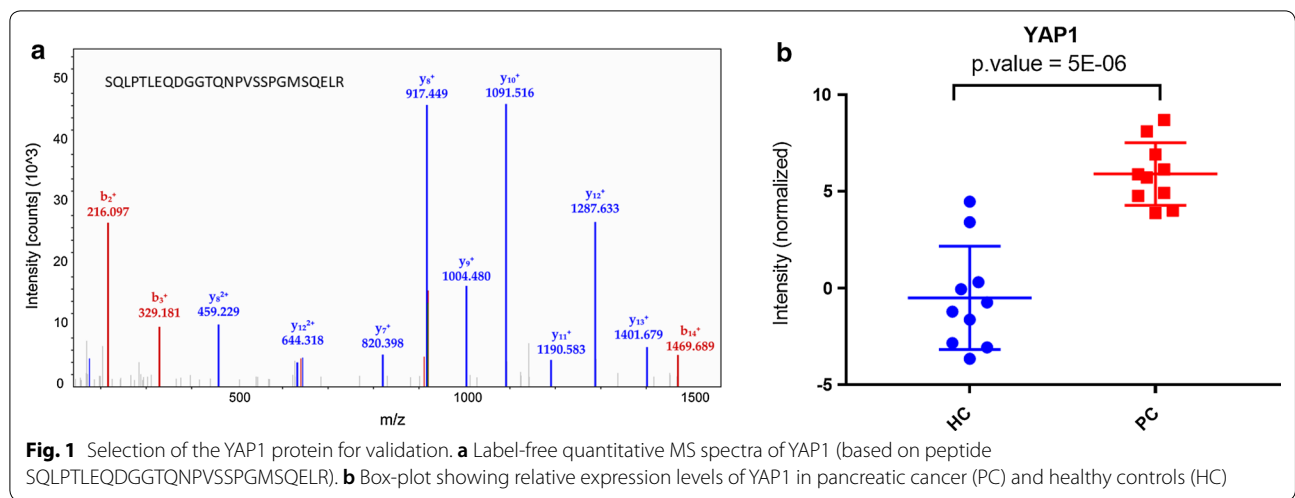 a
SQLPTLEQDGGTQNPVSSPGMSQELR
Intensity [counts] (10^3)
50
40
30
20
10
0
b₂⁺
216.097
b₃⁺
329.181
y₈²⁺
459.229
y₁₂²⁺
644.318
y₇⁺
820.398
y₈⁺
917.449
y₉⁺
1004.480
y₁₀⁺
1091.516
y₁₁⁺
1190.583
y₁₂⁺
1287.633
y₁₃⁺
1401.679
b₁₄⁺
1469.689
500
1000
1500
m/z
b
YAP1
p.value = 5E-06
Intensity (normalized)
10
5
0
-5
HC
PC
Fig. 1 Selection of the YAP1 protein for validation. a Label-free quantitative MS spectra of YAP1 (based on peptide
SQLPTLEQDGGTQNPVSSPGMSQELR). b Box-plot showing relative expression levels of YAP1 in pancreatic cancer (PC) and healthy controls (HC)